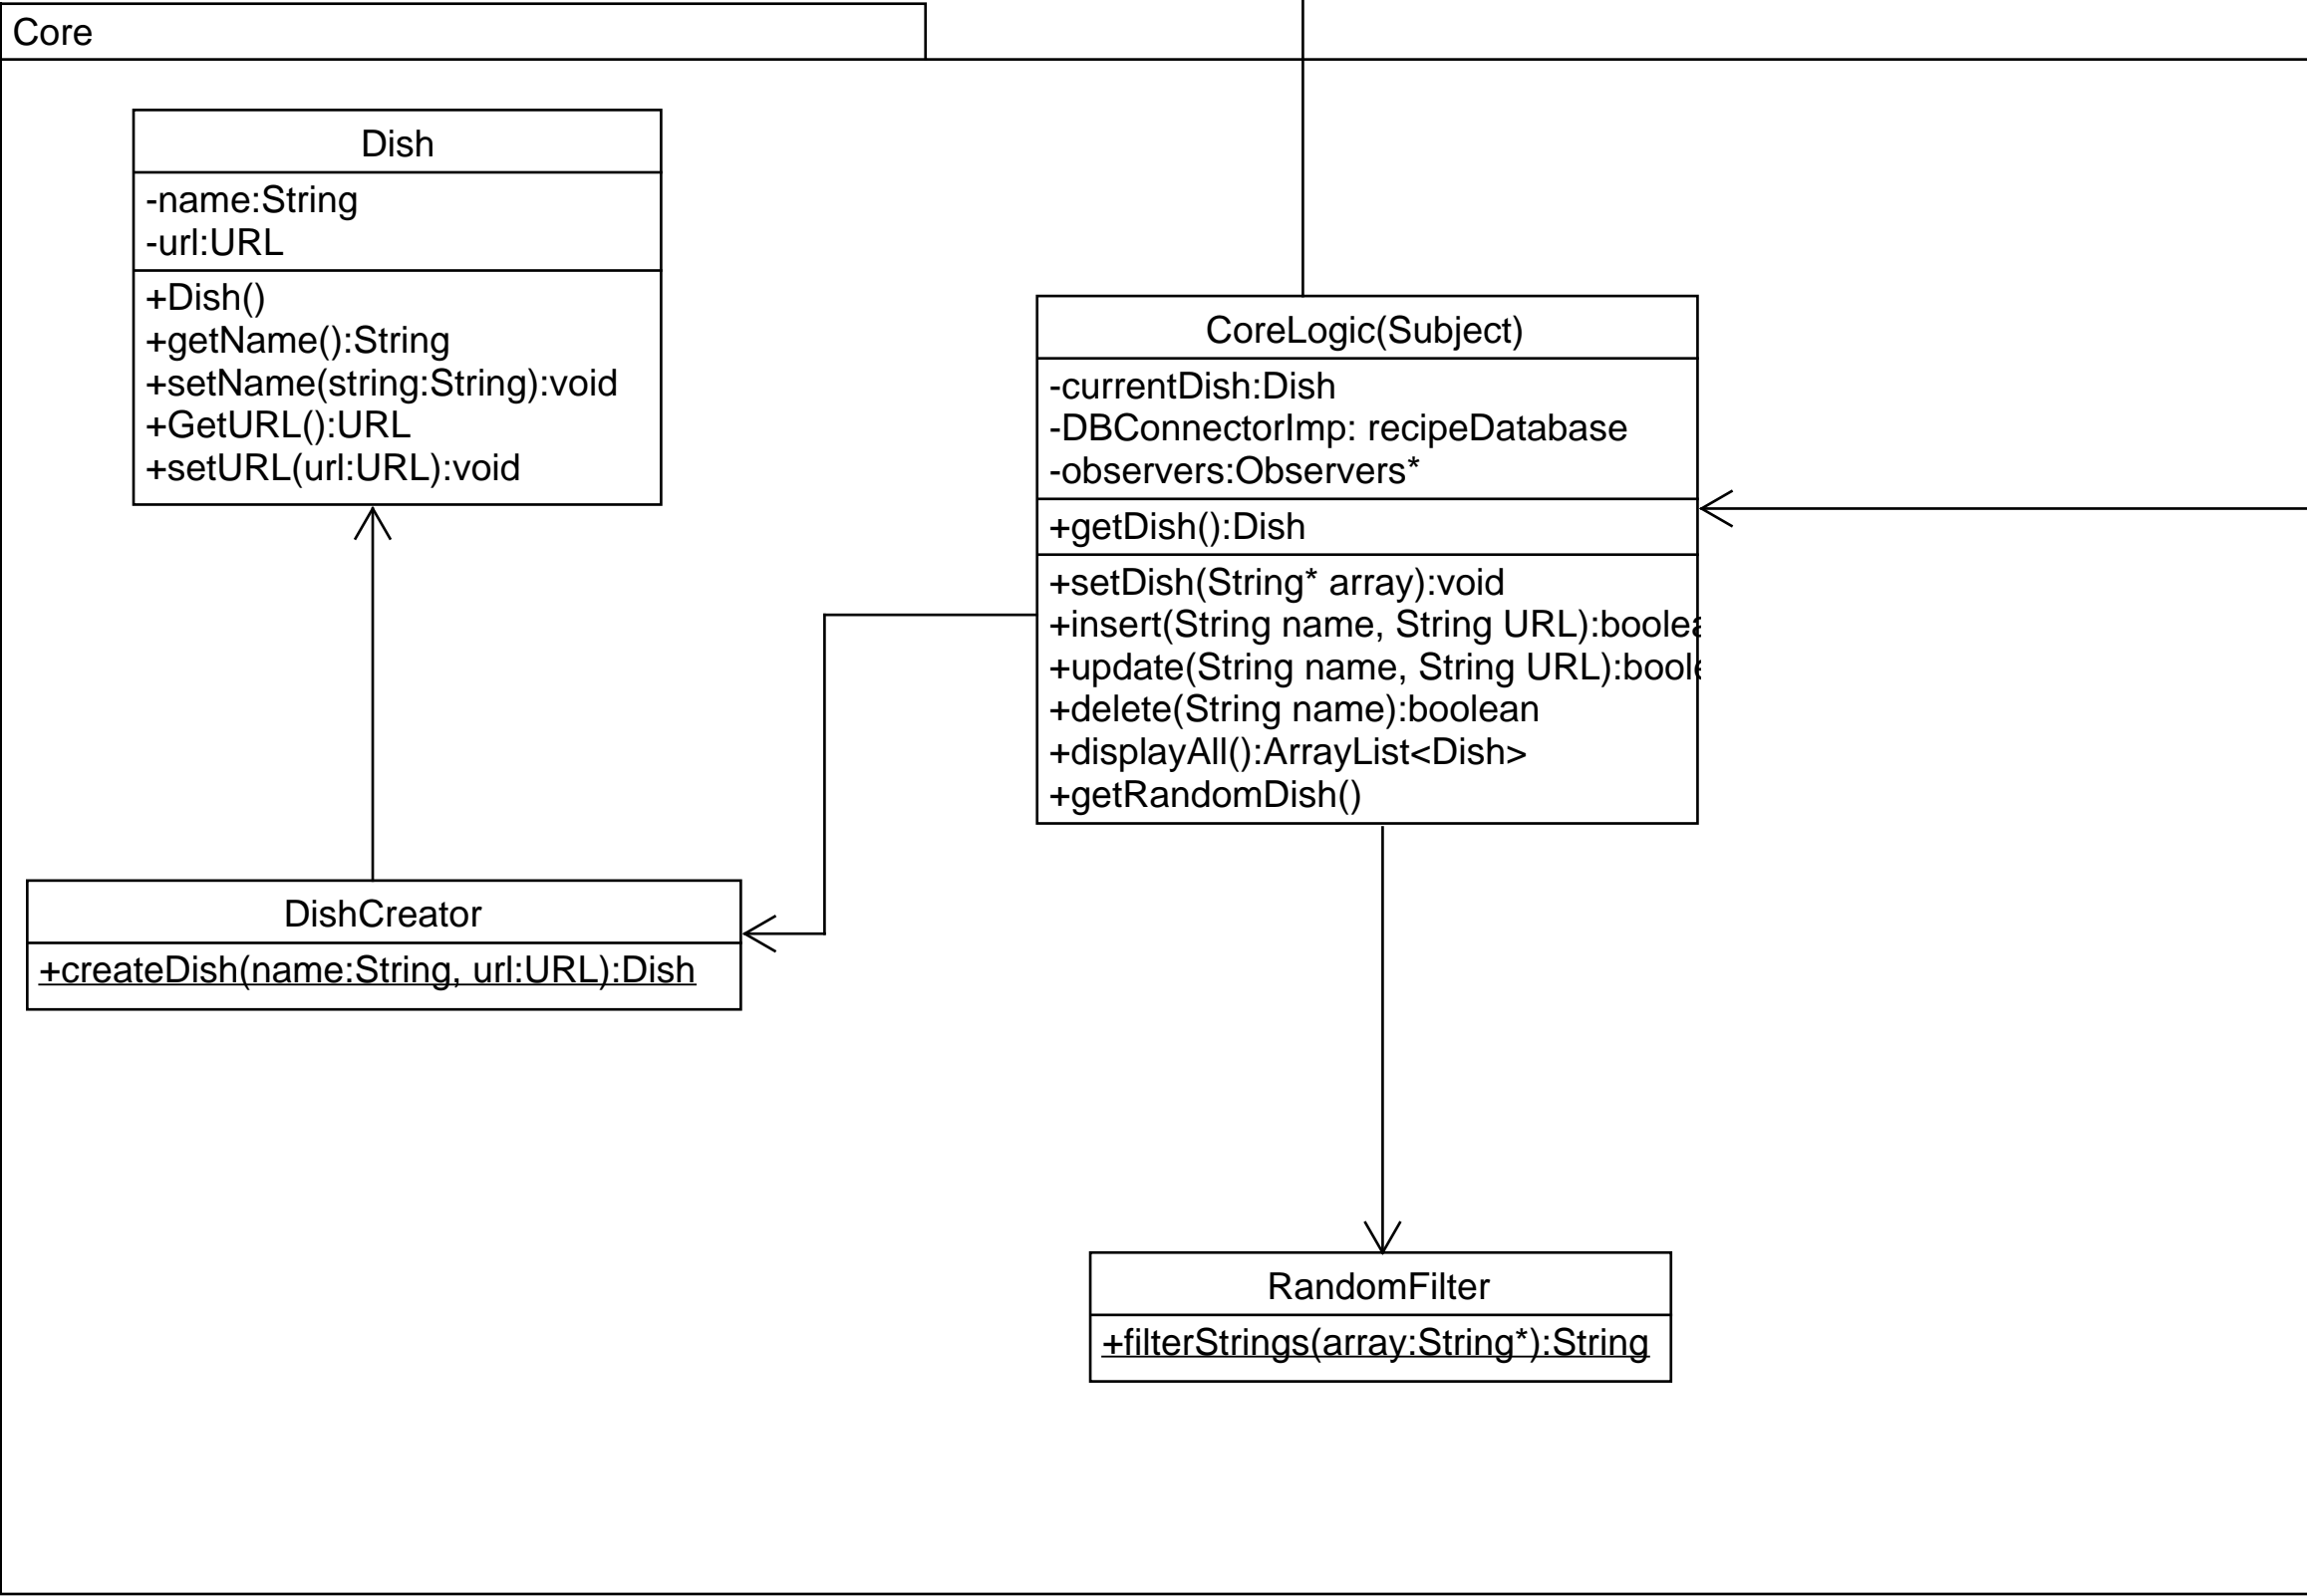 Core
Dish
-name:String
-url:URL
+Dish()
+getName():String
+setName(string:String):void
+GetURL():URL
+setURL(url:URL):void
CoreLogic(Subject)
-currentDish:Dish
-DBConnectorImp: recipeDatabase
-observers:Observers*
+getDish():Dish
+setDish(String* array):void
+insert(String name, String URL):boolea
+update(String name, String URL):boole
+delete(String name):boolean
+displayAll():ArrayList<Dish>
+getRandomDish()
DishCreator
+createDish(name:String, url:URL):Dish
RandomFilter
+filterStrings(array:String*):String